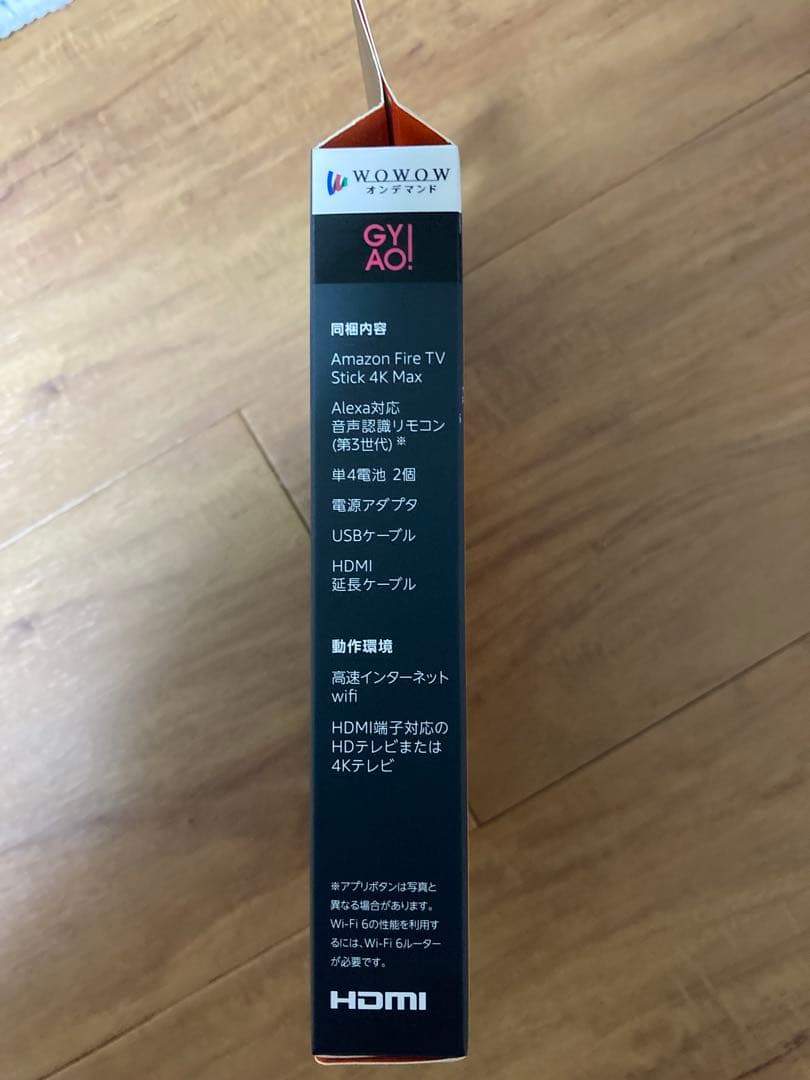 WOWOW
オンデマンド
GY
AO!
同梱内容
Amazon Fire TV
Stick 4K Max
Alexa対応
音声認識リモコン
(第3世代)※
単4電池 2個
電源アダプタ
USBケーブル
HDMI
延長ケーブル
動作環境
高速インターネット
wifi
HDMI端子対応の
HDテレビまたは
4Kテレビ
※アプリボタンは写真と
異なる場合があります。
Wi-Fi 6の性能を利用す
るには、Wi-Fi 6ルーター
が必要です。
HDMI